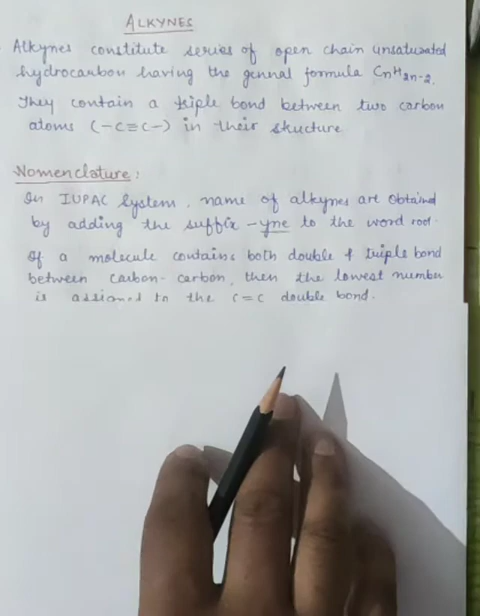 ALKYNES
Alkynes constitute series of open chain unsaturated
hydrocarbon having the general formula CnH2n-2.
They contain a triple bond between two carbon
atoms (-C≡C-) in their structure
Nomenclature:
In IUPAC System, name of alkynes are obtained
by adding the suffix -yne to the word root.
If a molecule contains both double & triple bond
between carbon-carbon, then the lowest number
is assigned to the C=C double bond.